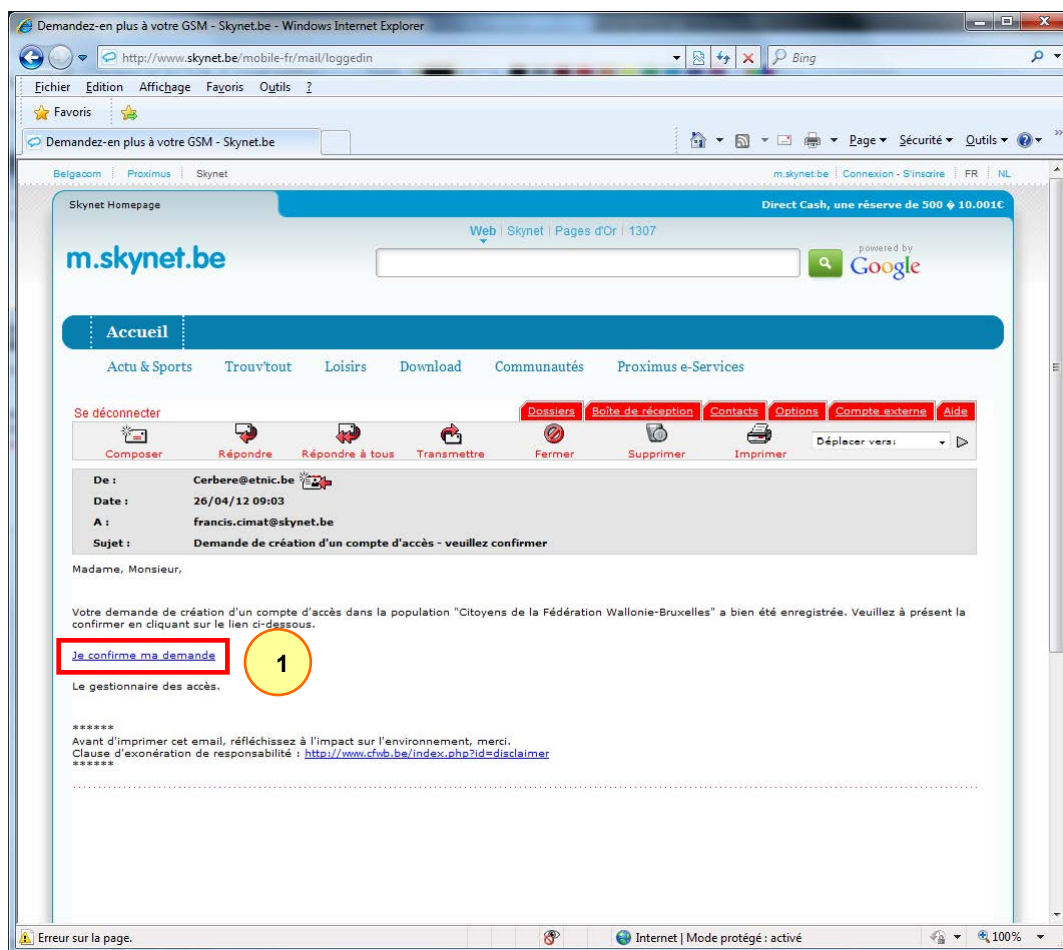 Demandez-en plus à votre GSM - Skynet.be - Windows Internet Explorer
http://www.skynet.be/mobile-fr/mail/loggedin
Bing
Fichier Edition Affichage Favoris Outils ?
Favoris
Demandez-en plus à votre GSM - Skynet.be
Page Sécurité Outils
Belgacom Proximus Skynet
m.skynet.be Connexion - S'inscrire FR NL
Skynet Homepage
Direct Cash, une réserve de 500 � 10.001€
Web Skynet Pages d'Or 1307
m.skynet.be
powered by
Google
Accueil
Actu & Sports Trouv'tout Loisirs Download Communautés Proximus e-Services
Se déconnecter
Dossiers Boîte de réception Contacts Options Compte externe Aide
Composer Répondre Répondre à tous Transmettre Fermer Supprimer Imprimer Déplacer vers:
De : Cerbere@etnic.be
Date : 26/04/12 09:03
A : francis.cimat@skynet.be
Sujet : Demande de création d'un compte d'accès - veuillez confirmer
Madame, Monsieur,
Votre demande de création d'un compte d'accès dans la population "Citoyens de la Fédération Wallonie-Bruxelles" a bien été enregistrée. Veuillez à présent la
confirmer en cliquant sur le lien ci-dessous.
Je confirme ma demande
1
Le gestionnaire des accès.
******
Avant d'imprimer cet email, réfléchissez à l'impact sur l'environnement, merci.
Clause d'exonération de responsabilité : http://www.cfwb.be/index.php?id=disclaimer
******
Erreur sur la page.
Internet | Mode protégé : activé
100%